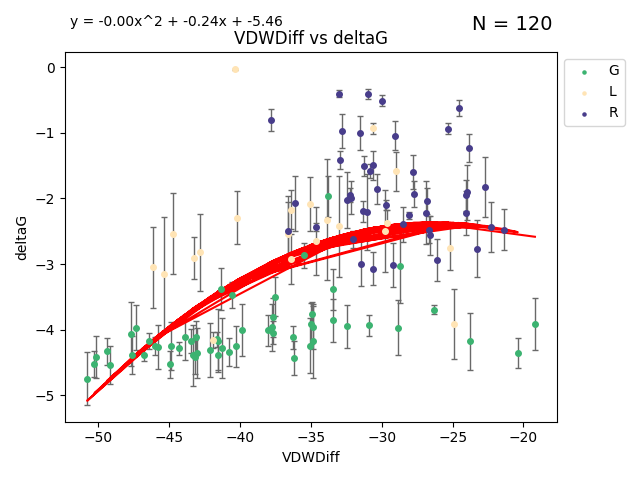 y = -0.00x^2 + -0.24x + -5.46
N = 120
VDWDiff vs deltaG
G
L
R
deltaG
0
−1
−2
−3
−4
−5
−50 −45 −40 −35 −30 −25 −20
VDWDiff